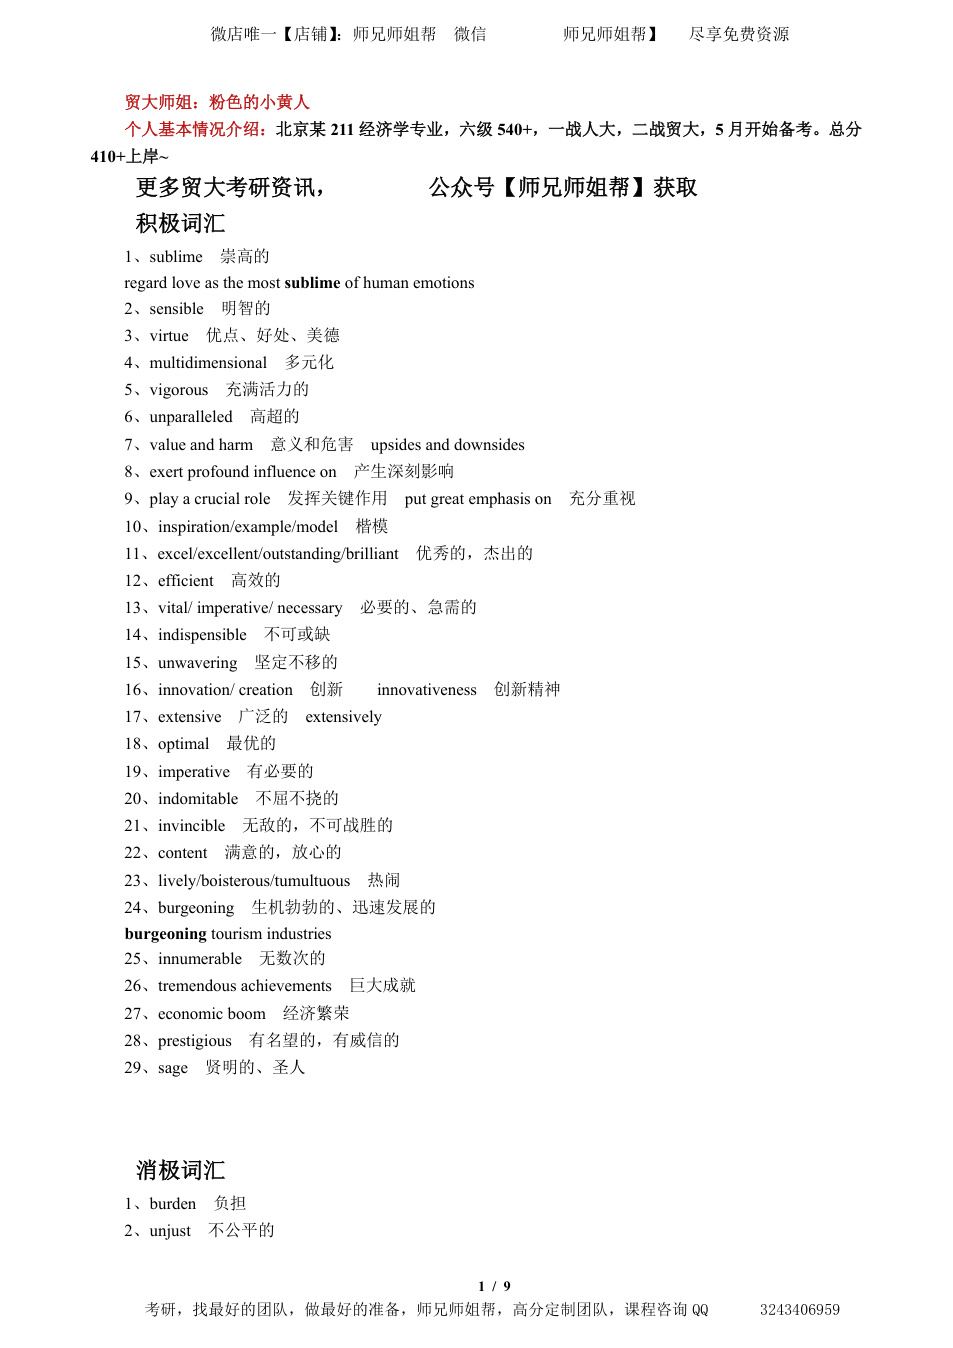 微店唯一【店铺】：师兄师姐帮 微信 师兄师姐帮】 尽享免费资源
贸大师姐：粉色的小黄人
个人基本情况介绍：北京某 211 经济学专业，六级 540+，一战人大，二战贸大，5 月开始备考。总分
410+上岸~
更多贸大考研资讯， 公众号【师兄师姐帮】获取
积极词汇
1、sublime 崇高的
regard love as the most sublime of human emotions
2、sensible 明智的
3、virtue 优点、好处、美德
4、multidimensional 多元化
5、vigorous 充满活力的
6、unparalleled 高超的
7、value and harm 意义和危害 upsides and downsides
8、exert profound influence on 产生深刻影响
9、play a crucial role 发挥关键作用 put great emphasis on 充分重视
10、inspiration/example/model 楷模
11、excel/excellent/outstanding/brilliant 优秀的，杰出的
12、efficient 高效的
13、vital/ imperative/ necessary 必要的、急需的
14、indispensible 不可或缺
15、unwavering 坚定不移的
16、innovation/ creation 创新 innovativeness 创新精神
17、extensive 广泛的 extensively
18、optimal 最优的
19、imperative 有必要的
20、indomitable 不屈不挠的
21、invincible 无敌的，不可战胜的
22、content 满意的，放心的
23、lively/boisterous/tumultuous 热闹
24、burgeoning 生机勃勃的、迅速发展的
burgeoning tourism industries
25、innumerable 无数次的
26、tremendous achievements 巨大成就
27、economic boom 经济繁荣
28、prestigious 有名望的，有威信的
29、sage 贤明的、圣人
消极词汇
1、burden 负担
2、unjust 不公平的
1 / 9
考研，找最好的团队，做最好的准备，师兄师姐帮，高分定制团队，课程咨询 QQ 3243406959